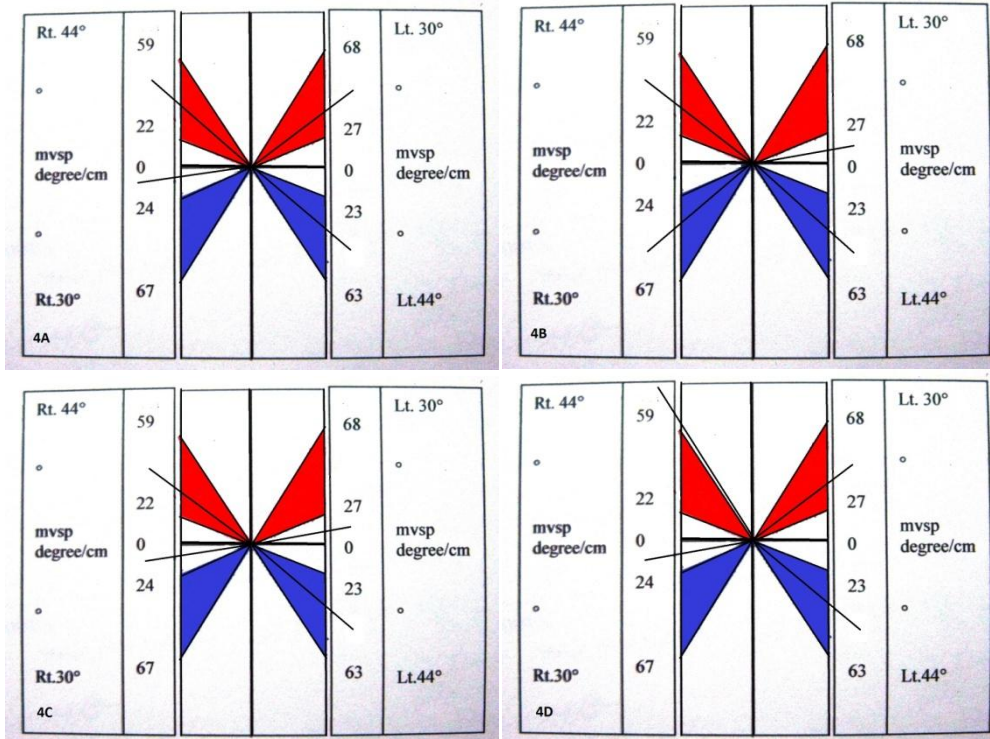 Rt. 44°
59
68
Lt. 30°
22
27
mvsp
degree/cm
0
0
mvsp
degree/cm
24
23
Rt.30°
67
63
Lt.44°
4A
Rt. 44°
59
68
Lt. 30°
22
27
mvsp
degree/cm
0
0
mvsp
degree/cm
24
23
Rt.30°
67
63
Lt.44°
4B
Rt. 44°
59
68
Lt. 30°
22
27
mvsp
degree/cm
0
0
mvsp
degree/cm
24
23
Rt.30°
67
63
Lt.44°
4C
Rt. 44°
59
68
Lt. 30°
22
27
mvsp
degree/cm
0
0
mvsp
degree/cm
24
23
Rt.30°
67
63
Lt.44°
4D